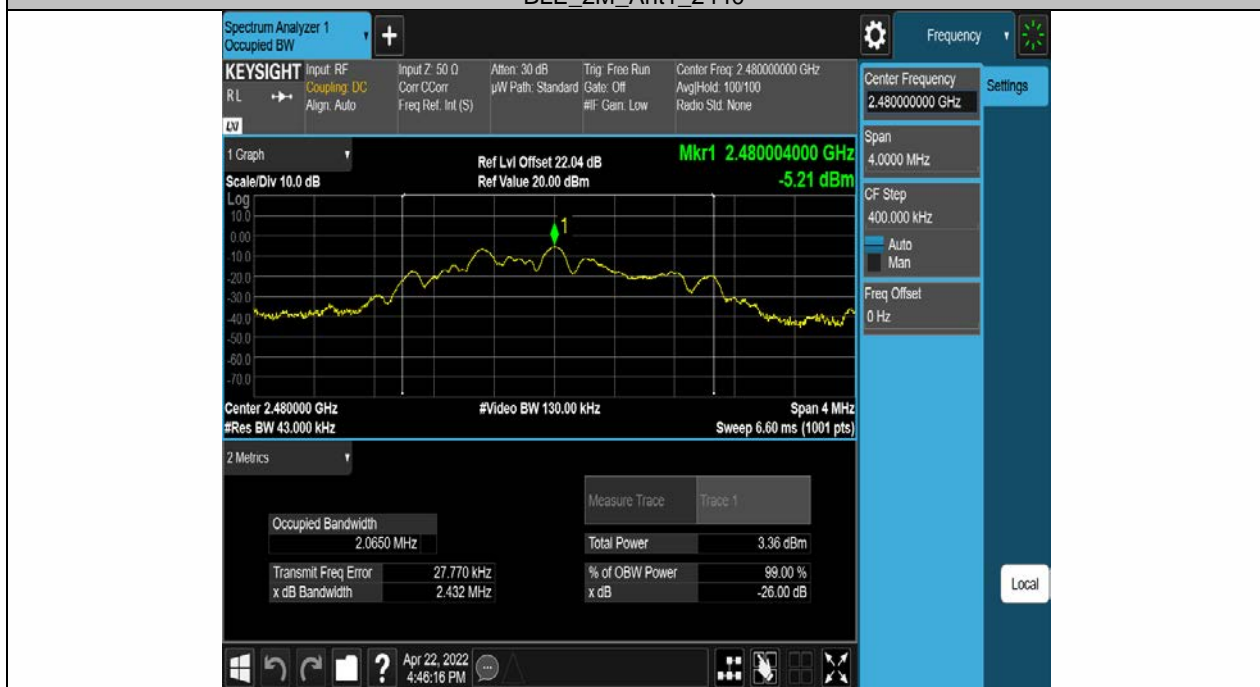 Spectrum Analyzer 1
Occupied BW
Frequency
KEYSIGHT
RL
LXI
Input: RF
Coupling: DC
Align: Auto
Input Z: 50 Ω
Corr CCorr
Freq Ref: Int (S)
Atten: 30 dB
µW Path: Standard
Trig: Free Run
Gate: Off
#IF Gain: Low
Center Freq: 2.480000000 GHz
Avg|Hold: 100/100
Radio Std: None
Center Frequency
2.480000000 GHz
Settings
Span
4.0000 MHz
CF Step
400.000 kHz
Auto
Man
Freq Offset
0 Hz
Local
1 Graph
Scale/Div 10.0 dB
Ref Lvl Offset 22.04 dB
Ref Value 20.00 dBm
Mkr1 2.480004000 GHz
-5.21 dBm
Log
10.0
0.00
-10.0
-20.0
-30.0
-40.0
-50.0
-60.0
-70.0
1
Center 2.480000 GHz
#Video BW 130.00 kHz
Span 4 MHz
#Res BW 43.000 kHz
Sweep 6.60 ms (1001 pts)
2 Metrics
Measure Trace
Trace 1
Occupied Bandwidth
2.0650 MHz
Total Power
3.36 dBm
Transmit Freq Error
27.770 kHz
% of OBW Power
99.00 %
x dB Bandwidth
2.432 MHz
x dB
-26.00 dB
?
Apr 22, 2022
4:46:16 PM